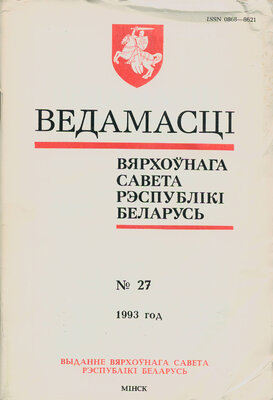 ISSN 0868—8621
ВЕДАМАСЦІ
ВЯРХОЎНАГА
САВЕТА
РЭСПУБЛІКІ
БЕЛАРУСЬ
№ 27
1993 год
ВЫДАННЕ ВЯРХОЎНАГА САВЕТА
РЭСПУБЛІКІ БЕЛАРУСЬ
МІНСК